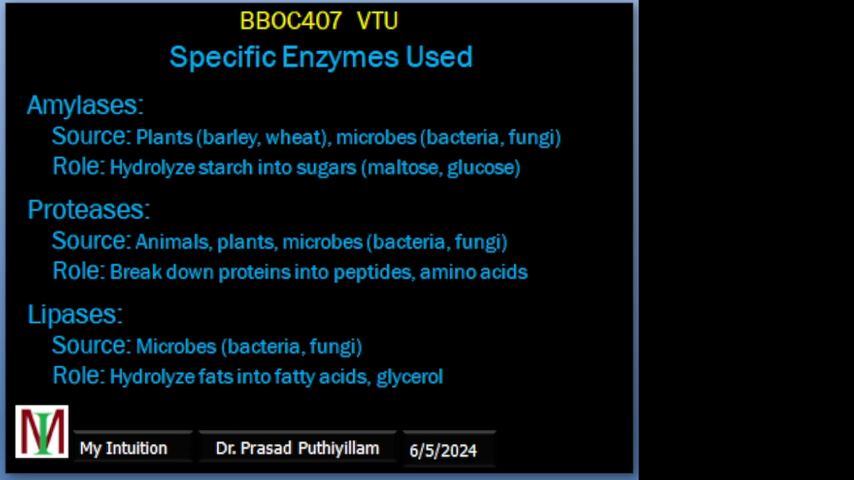 BBOC407 VTU
Specific Enzymes Used
Amylases:
Source: Plants (barley, wheat), microbes (bacteria, fungi)
Role: Hydrolyze starch into sugars (maltose, glucose)
Proteases:
Source: Animals, plants, microbes (bacteria, fungi)
Role: Break down proteins into peptides, amino acids
Lipases:
Source: Microbes (bacteria, fungi)
Role: Hydrolyze fats into fatty acids, glycerol
MI
My Intuition
Dr. Prasad Puthiyillam
6/5/2024